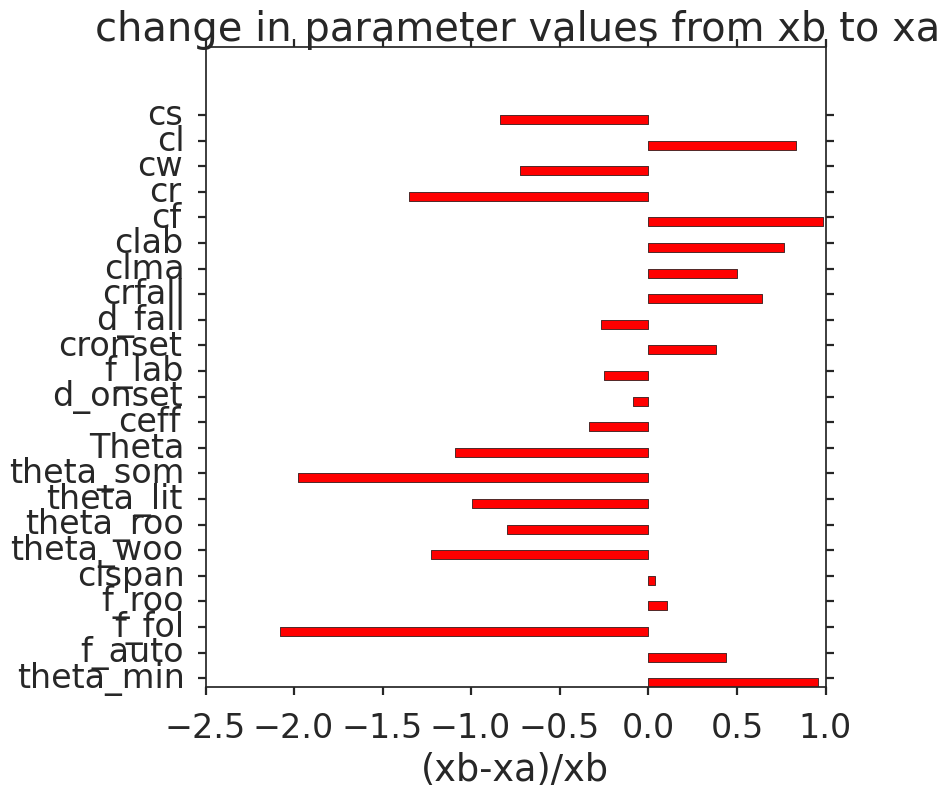 change in parameter values from xb to xa
cs
cl
cw
cr
cf
clab
clma
crfall
d_fall
cronset
f_lab
d_onset
ceff
Theta
theta_som
theta_lit
theta_roo
theta_woo
clspan
f_roo
f_fol
f_auto
theta_min
−2.5 −2.0 −1.5 −1.0 −0.5 0.0 0.5 1.0
(xb-xa)/xb